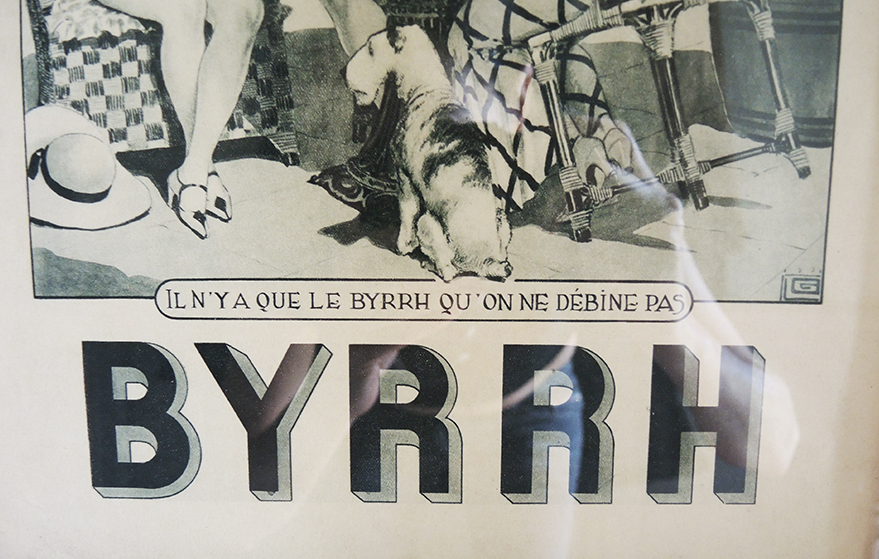 IL N'Y A QUE LE BYRRH QU'ON NE DÉBINE PAS
BYRRH